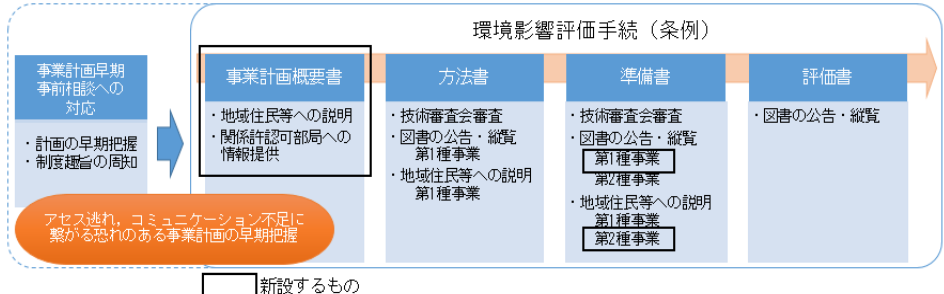 環境影響評価手続（条例）
事業計画早期
事前相談への
対応
・計画の早期把握
・制度趣旨の周知
事業計画概要書
・地域住民等への説明
・関係許認可部局への
情報提供
方法書
・技術審査会審査
・図書の公告・縦覧
第1種事業
・地域住民等への説明
第1種事業
準備書
・技術審査会審査
・図書の公告・縦覧
第1種事業
第2種事業
・地域住民等への説明
第1種事業
第2種事業
評価書
・図書の公告・縦覧
アセス逃れ，コミュニケーション不足に
繋がる恐れのある事業計画の早期把握
新設するもの